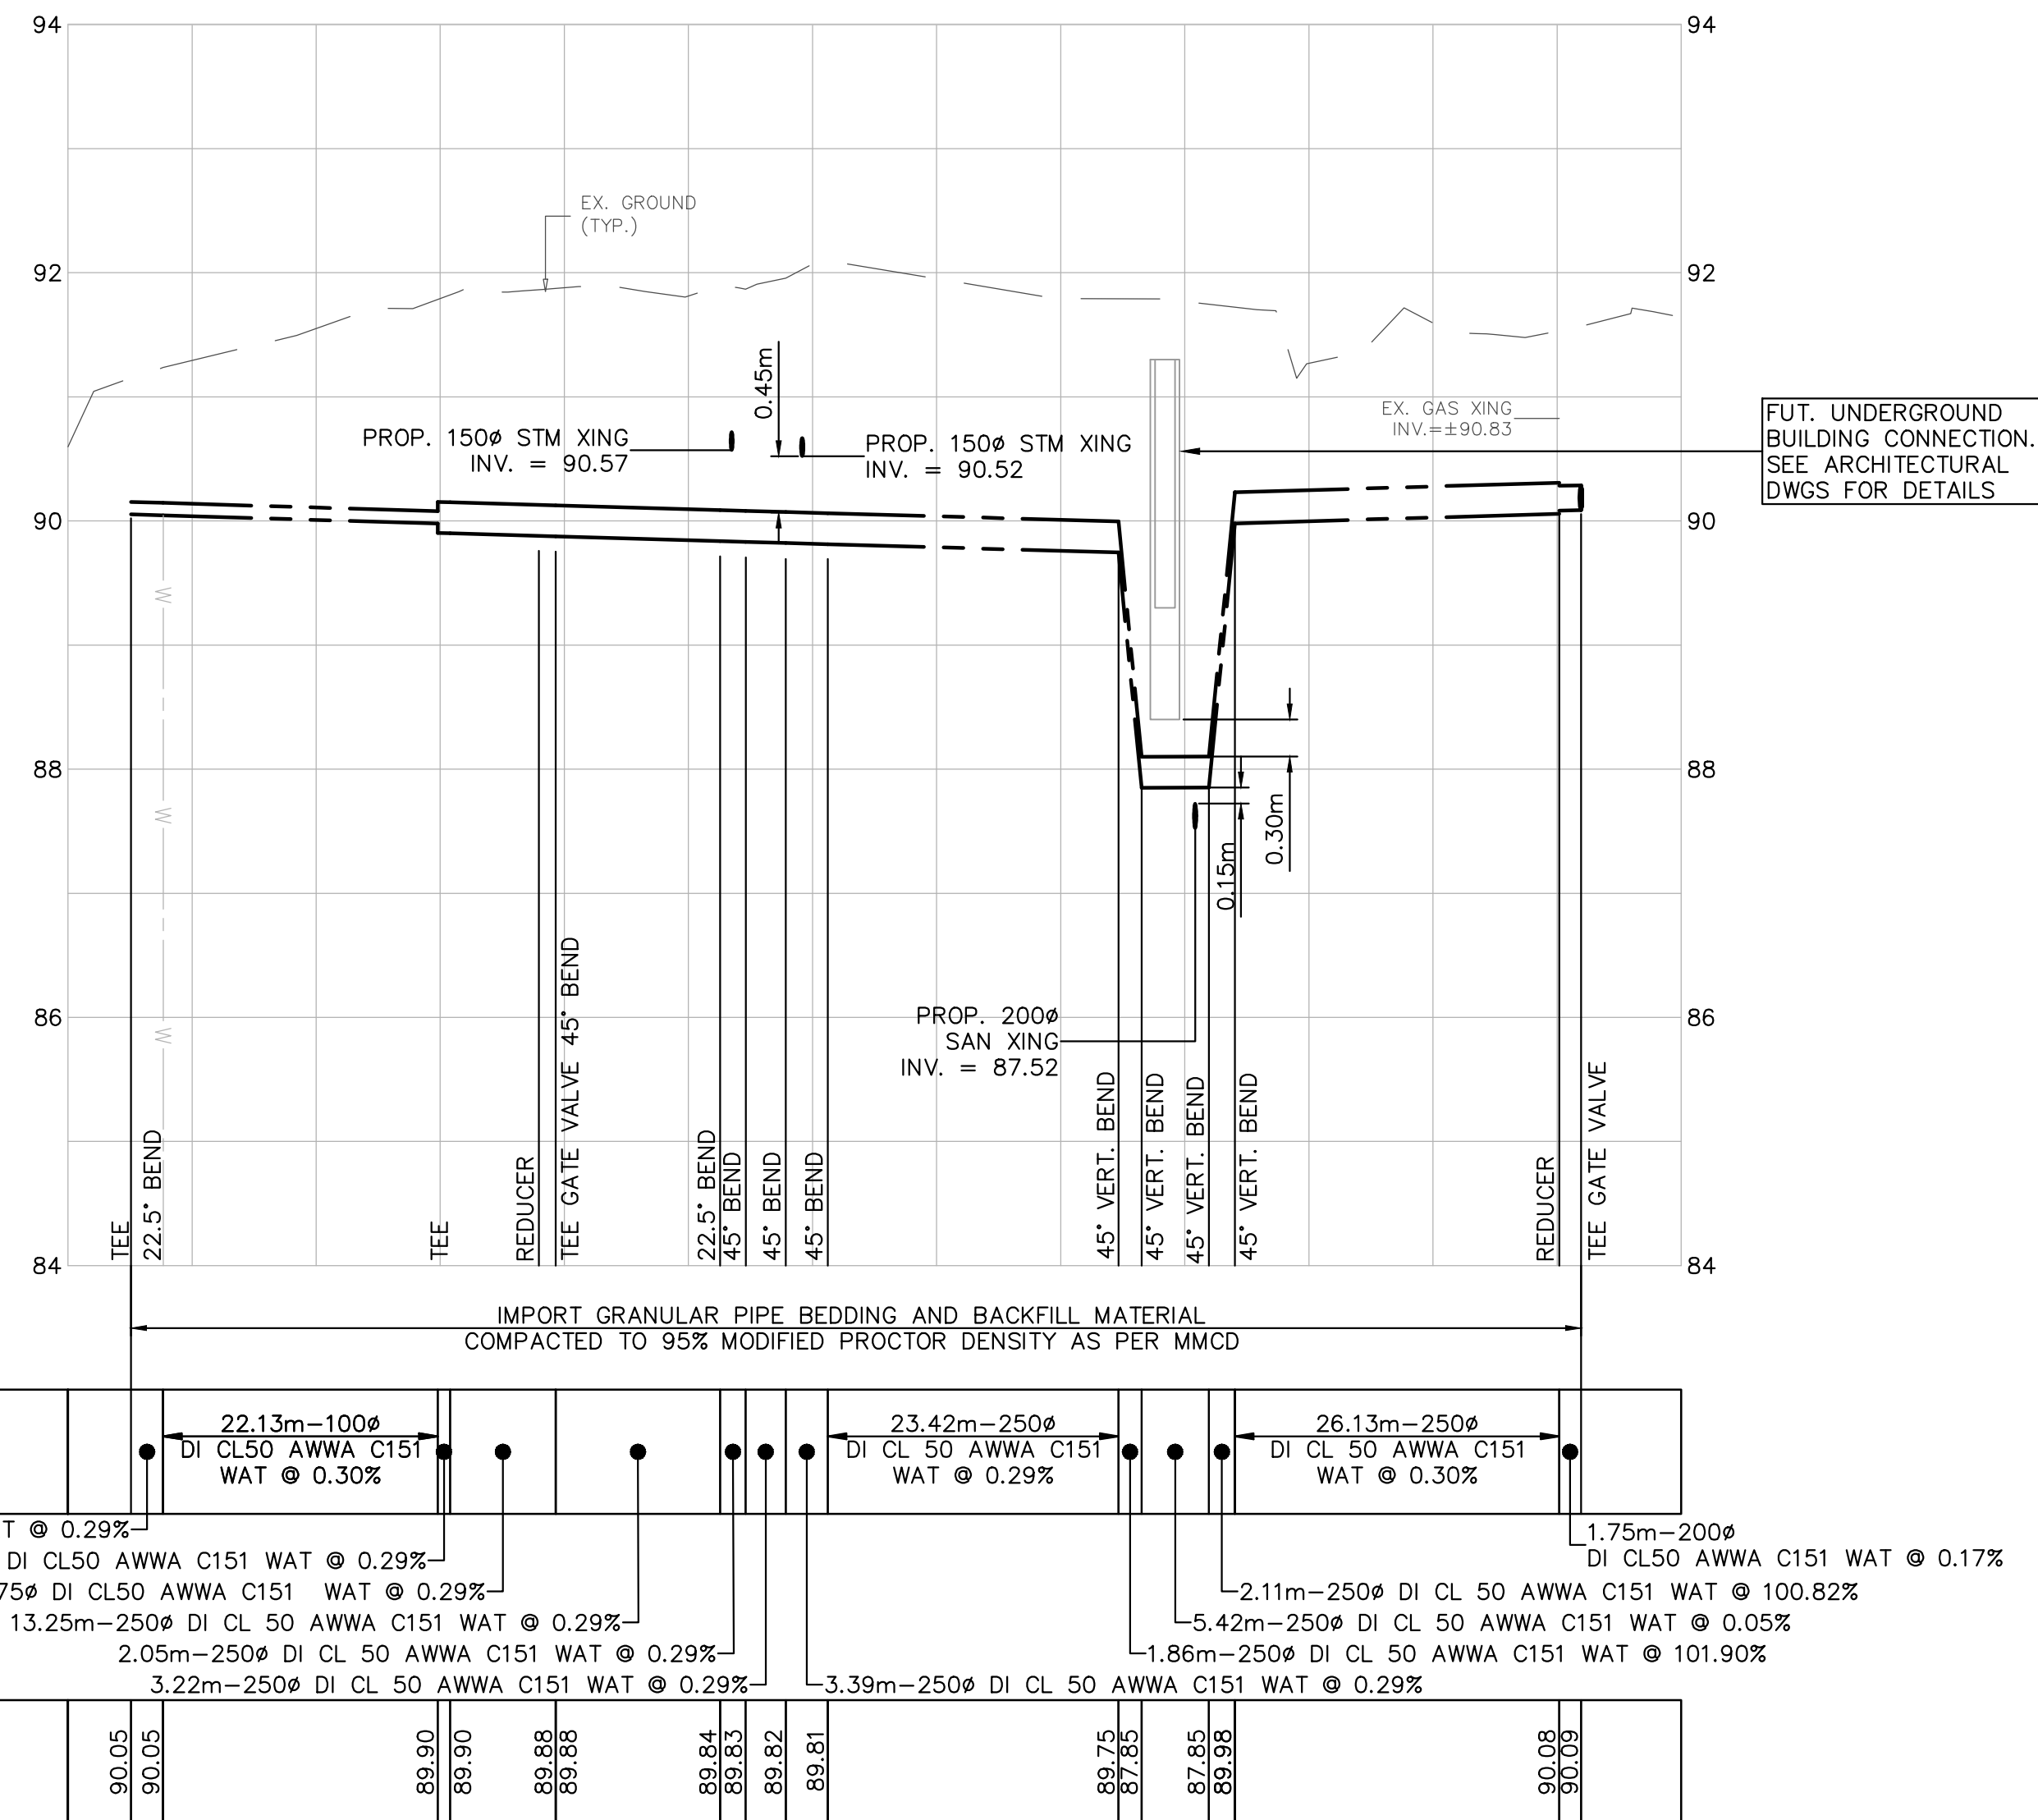 94
94
EX. GROUND
(TYP.)
92
92
0.45m
PROP. 150ø STM XING
INV. = 90.57
PROP. 150ø STM XING
INV. = 90.52
EX. GAS XING
INV.=±90.83
FUT. UNDERGROUND
BUILDING CONNECTION.
SEE ARCHITECTURAL
DWGS FOR DETAILS
90
90
W
88
88
W
0.30m
0.15m
86
86
W
PROP. 200ø
SAN XING
INV. = 87.52
TEE
22.5° BEND
TEE
REDUCER
TEE GATE VALVE 45° BEND
22.5° BEND
45° BEND
45° BEND
45° BEND
45° VERT. BEND
45° VERT. BEND
45° VERT. BEND
45° VERT. BEND
REDUCER
TEE GATE VALVE
84
84
IMPORT GRANULAR PIPE BEDDING AND BACKFILL MATERIAL
COMPACTED TO 95% MODIFIED PROCTOR DENSITY AS PER MMCD
22.13m-100ø
DI CL50 AWWA C151
WAT @ 0.30%
23.42m-250ø
DI CL 50 AWWA C151
WAT @ 0.29%
26.13m-250ø
DI CL 50 AWWA C151
WAT @ 0.30%
T @ 0.29%
DI CL50 AWWA C151 WAT @ 0.29%
75ø DI CL50 AWWA C151 WAT @ 0.29%
13.25m-250ø DI CL 50 AWWA C151 WAT @ 0.29%
2.05m-250ø DI CL 50 AWWA C151 WAT @ 0.29%
3.22m-250ø DI CL 50 AWWA C151 WAT @ 0.29%
3.39m-250ø DI CL 50 AWWA C151 WAT @ 0.29%
1.75m-200ø
DI CL50 AWWA C151 WAT @ 0.17%
2.11m-250ø DI CL 50 AWWA C151 WAT @ 100.82%
5.42m-250ø DI CL 50 AWWA C151 WAT @ 0.05%
1.86m-250ø DI CL 50 AWWA C151 WAT @ 101.90%
90.05
90.05
89.90
89.90
89.88
89.88
89.84
89.83
89.82
89.81
89.75
87.85
87.85
89.98
90.08
90.09